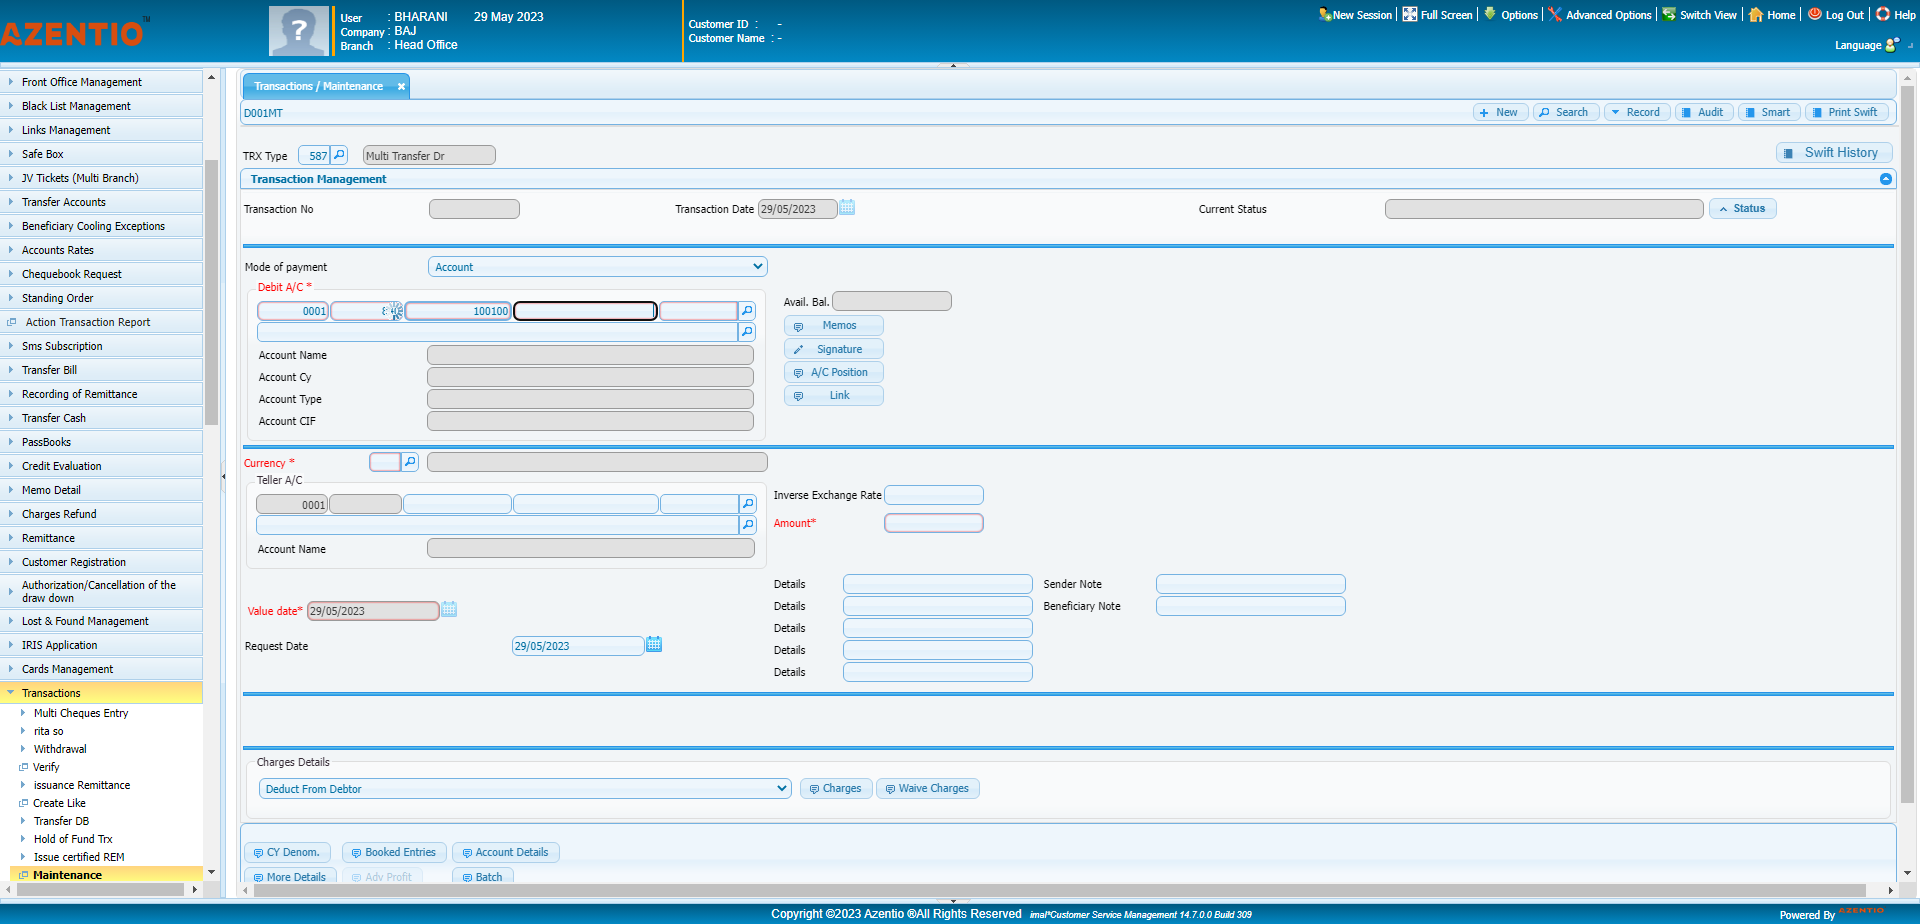 AZENTIO™
User : BHARANI 29 May 2023
Company : BAJ
Branch : Head Office
Customer ID : -
Customer Name : -
New Session Full Screen Options Advanced Options Switch View Home Log Out Help
Language
Front Office Management
Black List Management
Links Management
Safe Box
JV Tickets (Multi Branch)
Transfer Accounts
Beneficiary Cooling Exceptions
Accounts Rates
Chequebook Request
Standing Order
Action Transaction Report
Sms Subscription
Transfer Bill
Recording of Remittance
Transfer Cash
PassBooks
Credit Evaluation
Memo Detail
Charges Refund
Remittance
Customer Registration
Authorization/Cancellation of the
draw down
Lost & Found Management
IRIS Application
Cards Management
Transactions
Multi Cheques Entry
rita so
Withdrawal
Verify
issuance Remittance
Create Like
Transfer DB
Hold of Fund Trx
Issue certified REM
Maintenance
Transactions / Maintenance
D001MT
New Search Record Audit Smart Print Swift
TRX Type 587 Multi Transfer Dr
Swift History
Transaction Management
Transaction No Transaction Date 29/05/2023 Current Status Status
Mode of payment Account
Debit A/C *
0001 100100
Avail. Bal.
Memos
Signature
A/C Position
Link
Account Name
Account Cy
Account Type
Account CIF
Currency *
Teller A/C
0001
Account Name
Inverse Exchange Rate
Amount*
Value date* 29/05/2023
Request Date 29/05/2023
Details Sender Note
Details Beneficiary Note
Details
Details
Details
Charges Details
Deduct From Debtor Charges Waive Charges
CY Denom. Booked Entries Account Details
More Details Adv Profit Batch
Copyright ©2023 Azentio ®All Rights Reserved imal*Customer Service Management 14.7.0.0 Build 309
Powered By AZENTIO